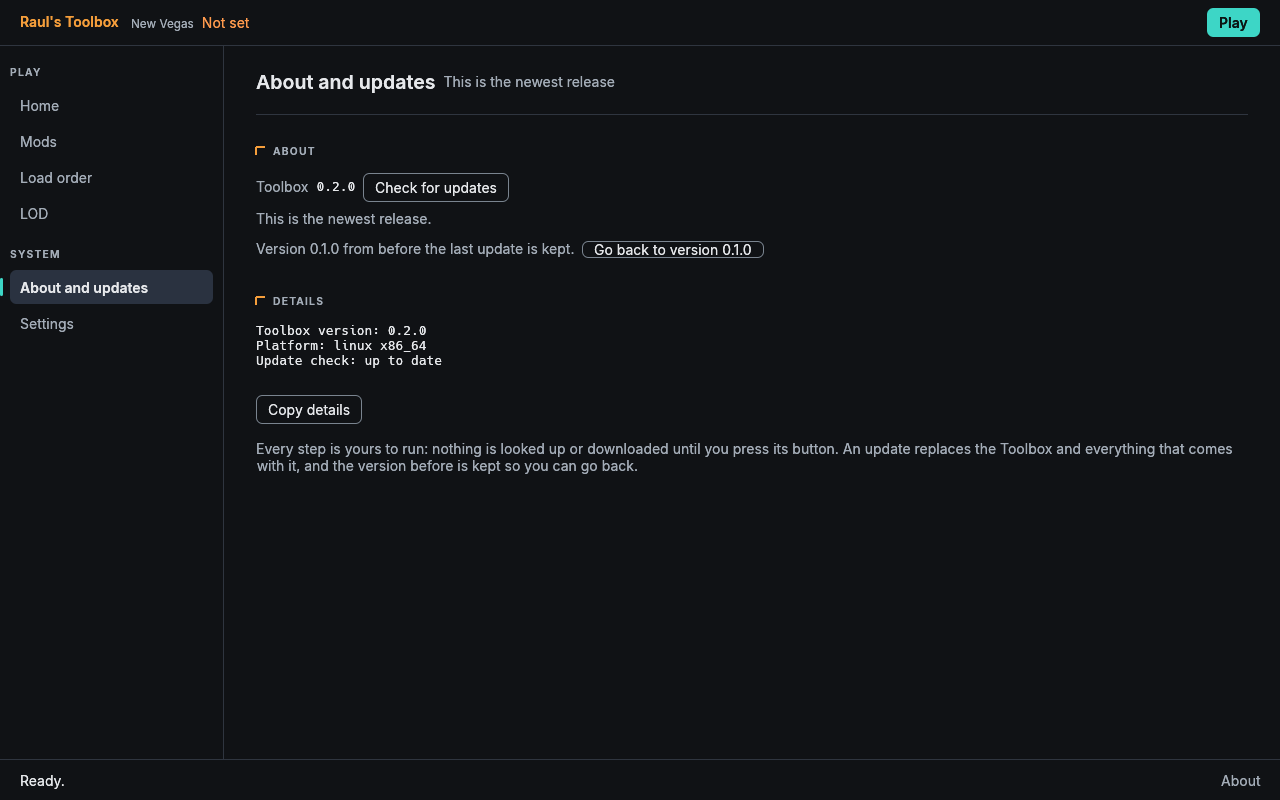 Raul's Toolbox New Vegas Not set Play
PLAY
Home
Mods
Load order
LOD
SYSTEM
About and updates
Settings
About and updates This is the newest release
ABOUT
Toolbox 0.2.0 Check for updates
This is the newest release.
Version 0.1.0 from before the last update is kept. Go back to version 0.1.0
DETAILS
Toolbox version: 0.2.0
Platform: linux x86_64
Update check: up to date
Copy details
Every step is yours to run: nothing is looked up or downloaded until you press its button. An update replaces the Toolbox and everything that comes
with it, and the version before is kept so you can go back.
Ready. About